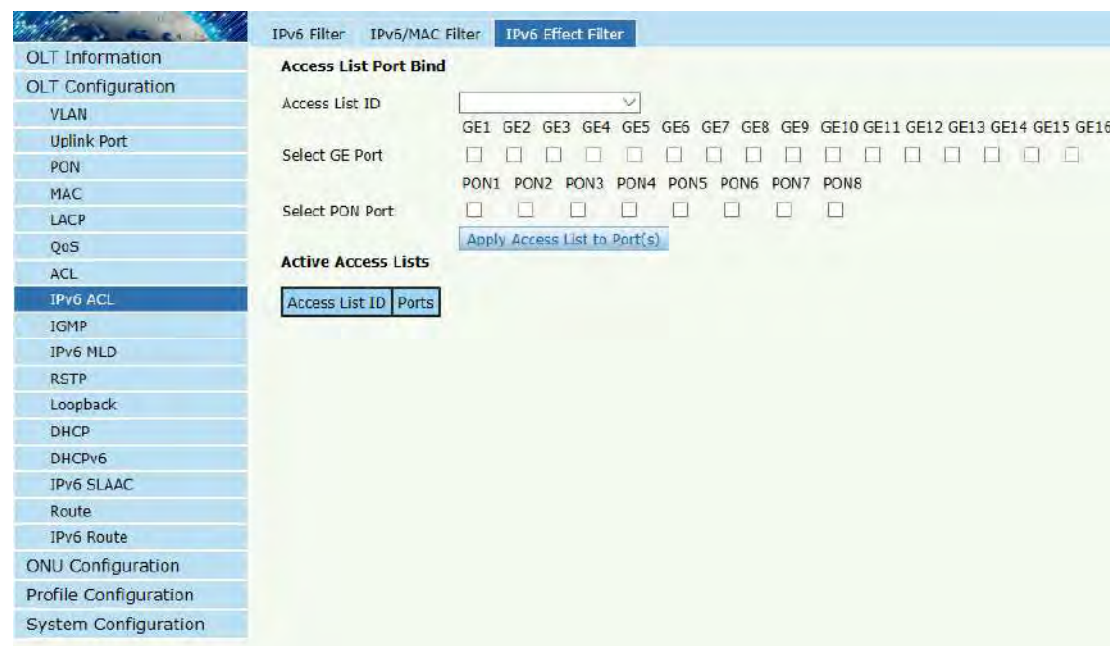 IPv6 Filter IPv6/MAC Filter IPv6 Effect Filter
OLT Information
OLT Configuration
VLAN
Uplink Port
PON
MAC
LACP
QoS
ACL
IPv6 ACL
IGMP
IPv6 MLD
RSTP
Loopback
DHCP
DHCPv6
IPv6 SLAAC
Route
IPv6 Route
ONU Configuration
Profile Configuration
System Configuration
Access List Port Bind
Access List ID
GE1 GE2 GE3 GE4 GE5 GE6 GE7 GE8 GE9 GE10 GE11 GE12 GE13 GE14 GE15 GE16
Select GE Port
PON1 PON2 PON3 PON4 PON5 PON6 PON7 PON8
Select PON Port
Apply Access List to Port(s)
Active Access Lists
Access List ID Ports